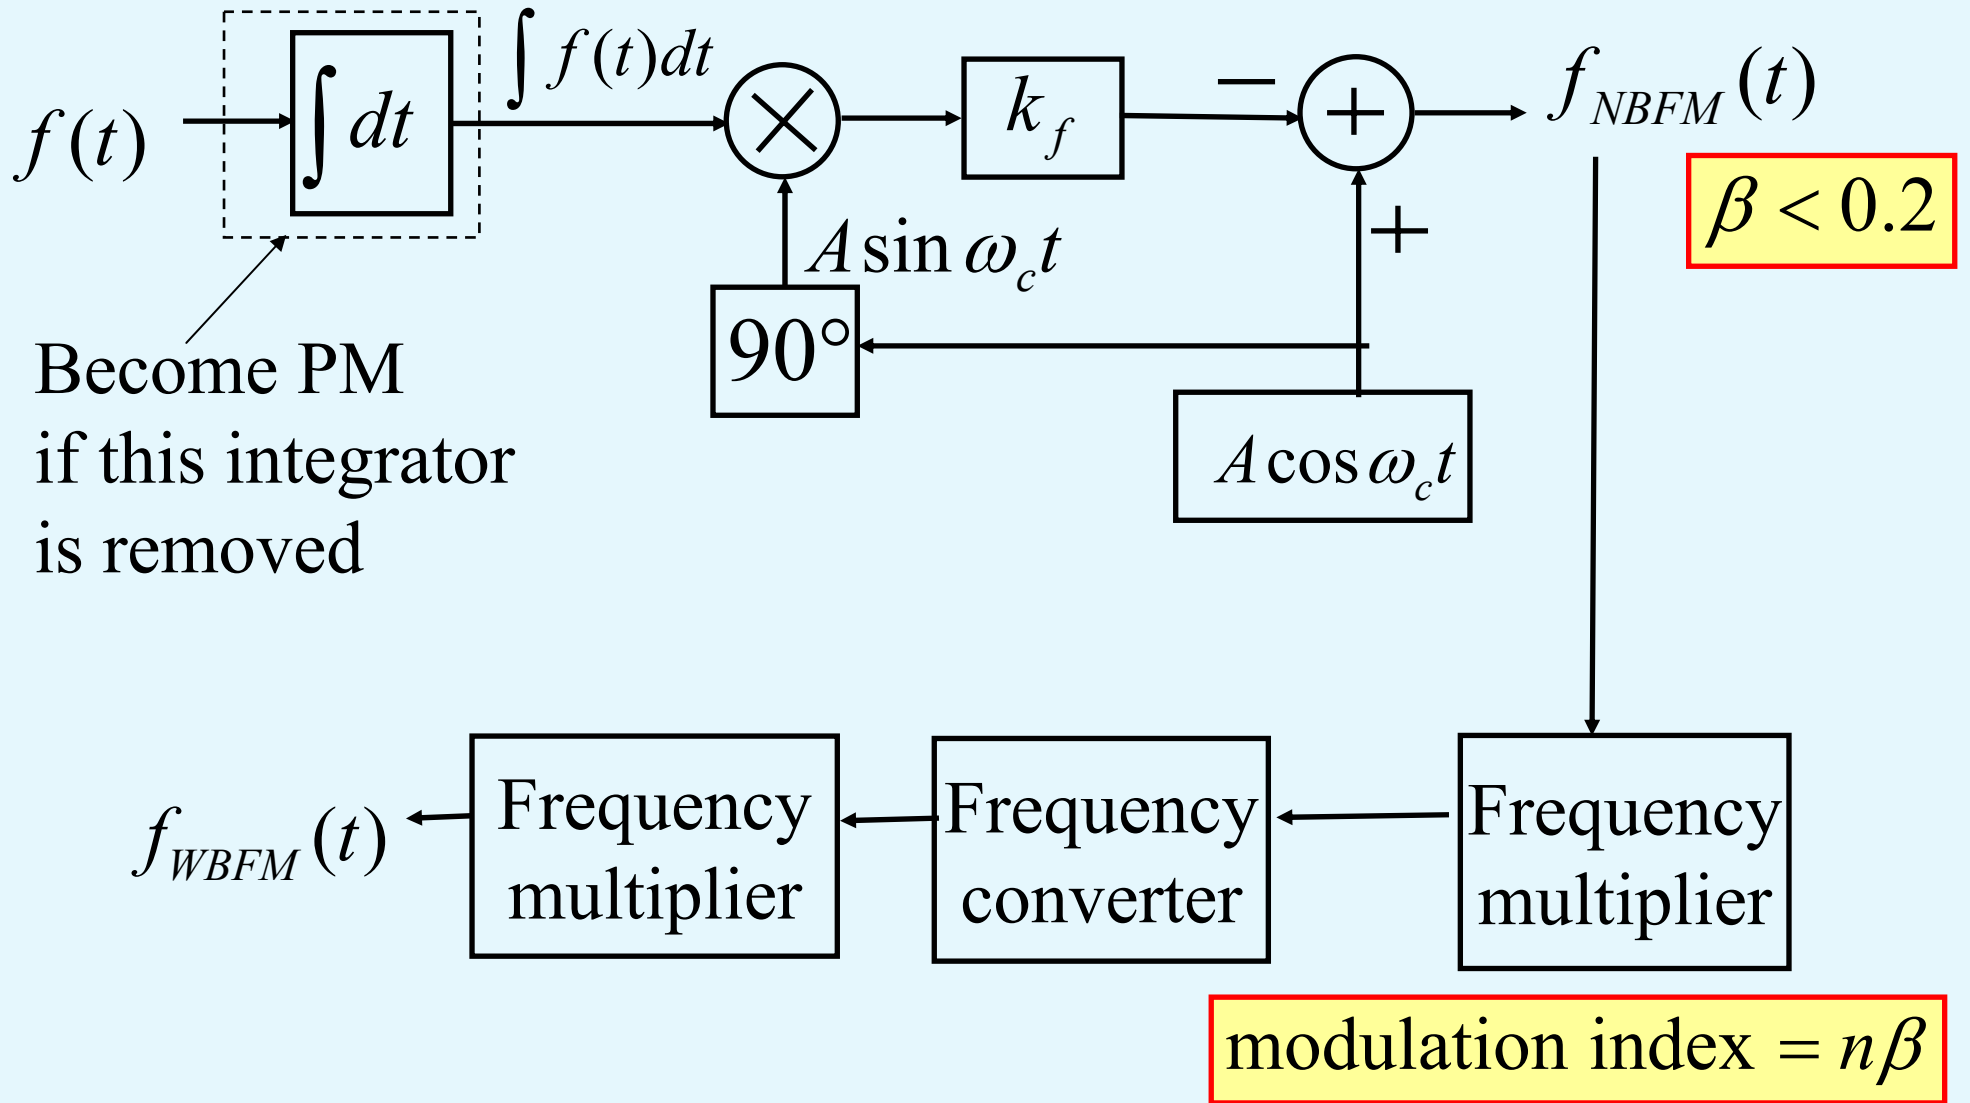 f(t)
∫ dt
∫ f(t)dt
×
k_f
−
+
f_NBFM(t)
β < 0.2
A sin ω_c t
+
90°
A cos ω_c t
Become PM
if this integrator
is removed
f_WBFM(t)
Frequency
multiplier
Frequency
converter
Frequency
multiplier
modulation index = nβ